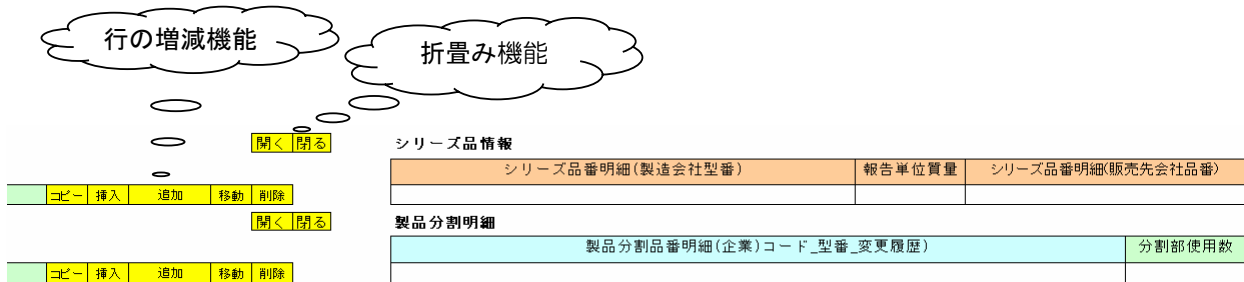 行の増減機能
折畳み機能
開く 閉る シリーズ品情報
シリーズ品番明細(製造会社型番) 報告単位質量 シリーズ品番明細(販売先会社品番)
コピー 挿入 追加 移動 削除
開く 閉る 製品分割明細
製品分割品番明細(企業)コード_型番_変更履歴) 分割部使用数
コピー 挿入 追加 移動 削除